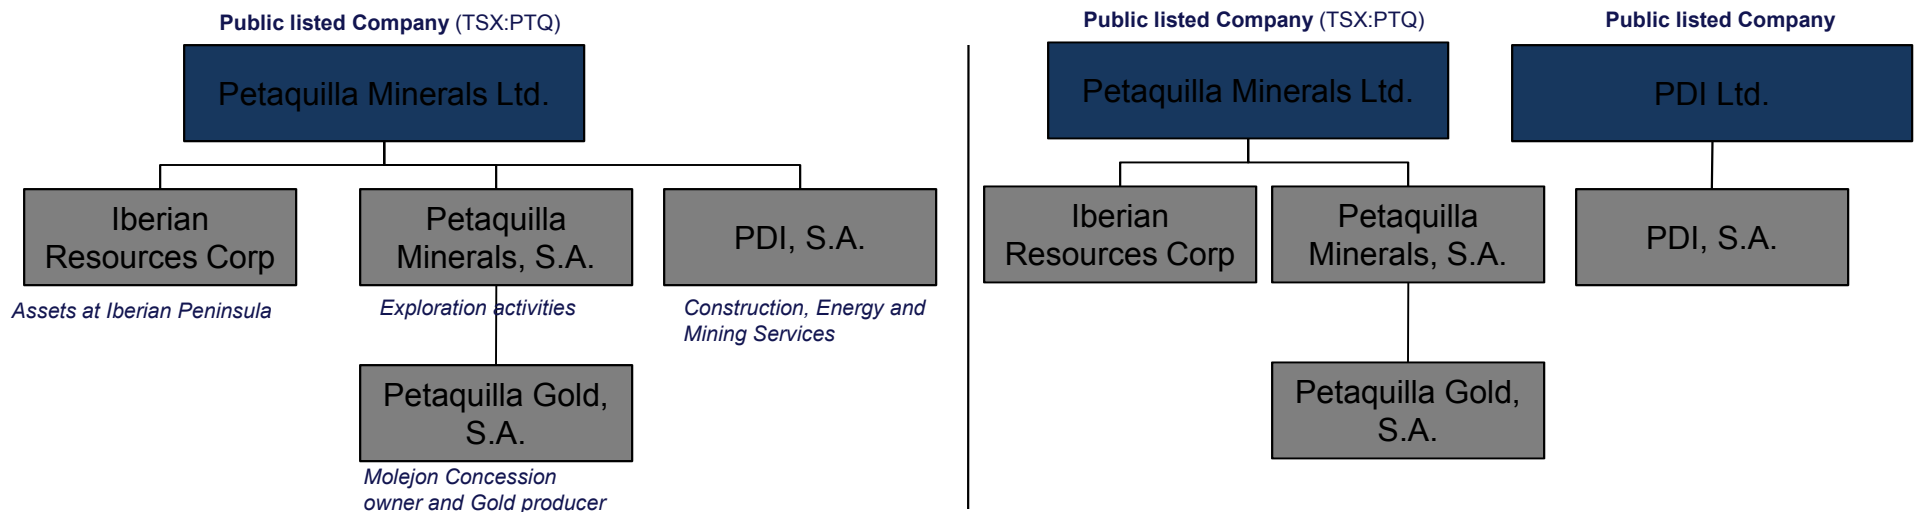 Public listed Company (TSX:PTQ)
Petaquilla Minerals Ltd.
Iberian
Resources Corp
Assets at Iberian Peninsula
Petaquilla
Minerals, S.A.
Exploration activities
PDI, S.A.
Construction, Energy and
Mining Services
Petaquilla Gold,
S.A.
Molejon Concession
owner and Gold producer
Public listed Company (TSX:PTQ)
Petaquilla Minerals Ltd.
Iberian
Resources Corp
Petaquilla
Minerals, S.A.
Petaquilla Gold,
S.A.
Public listed Company
PDI Ltd.
PDI, S.A.